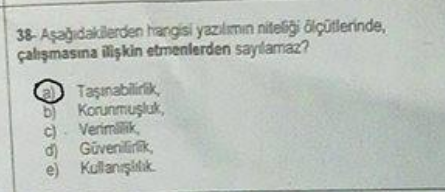 38- Aşağıdakilerden hangisi yazılımın niteliği ölçütlerinde,
çalışmasına ilişkin etmenlerden sayılamaz?
a) Taşınabilirlik,
b) Korunmuşluk,
c) Verimlilik,
d) Güvenilirlik,
e) Kullanışlılık.